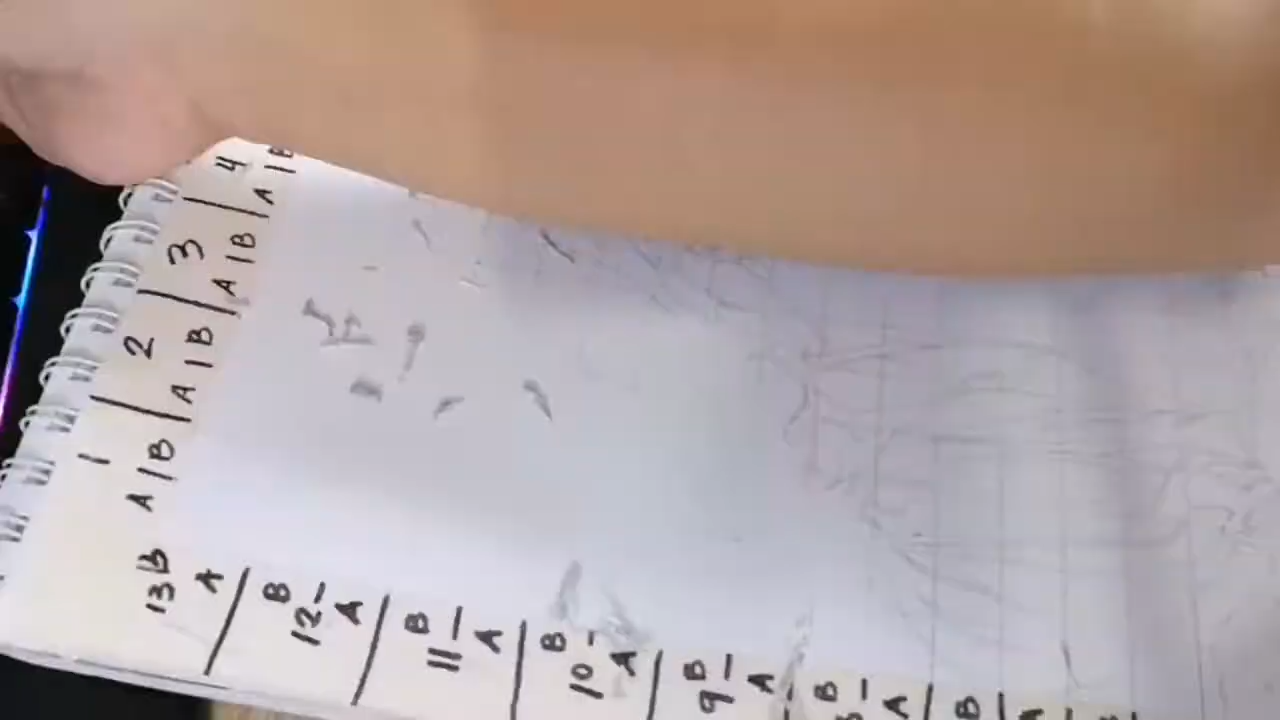 1 | 2 | 3 | 4
A | B | A | B | A | B | A |
13 B A | B 12 - A | B 11 - A | B 10 - A | B 9 - A | B - A | B